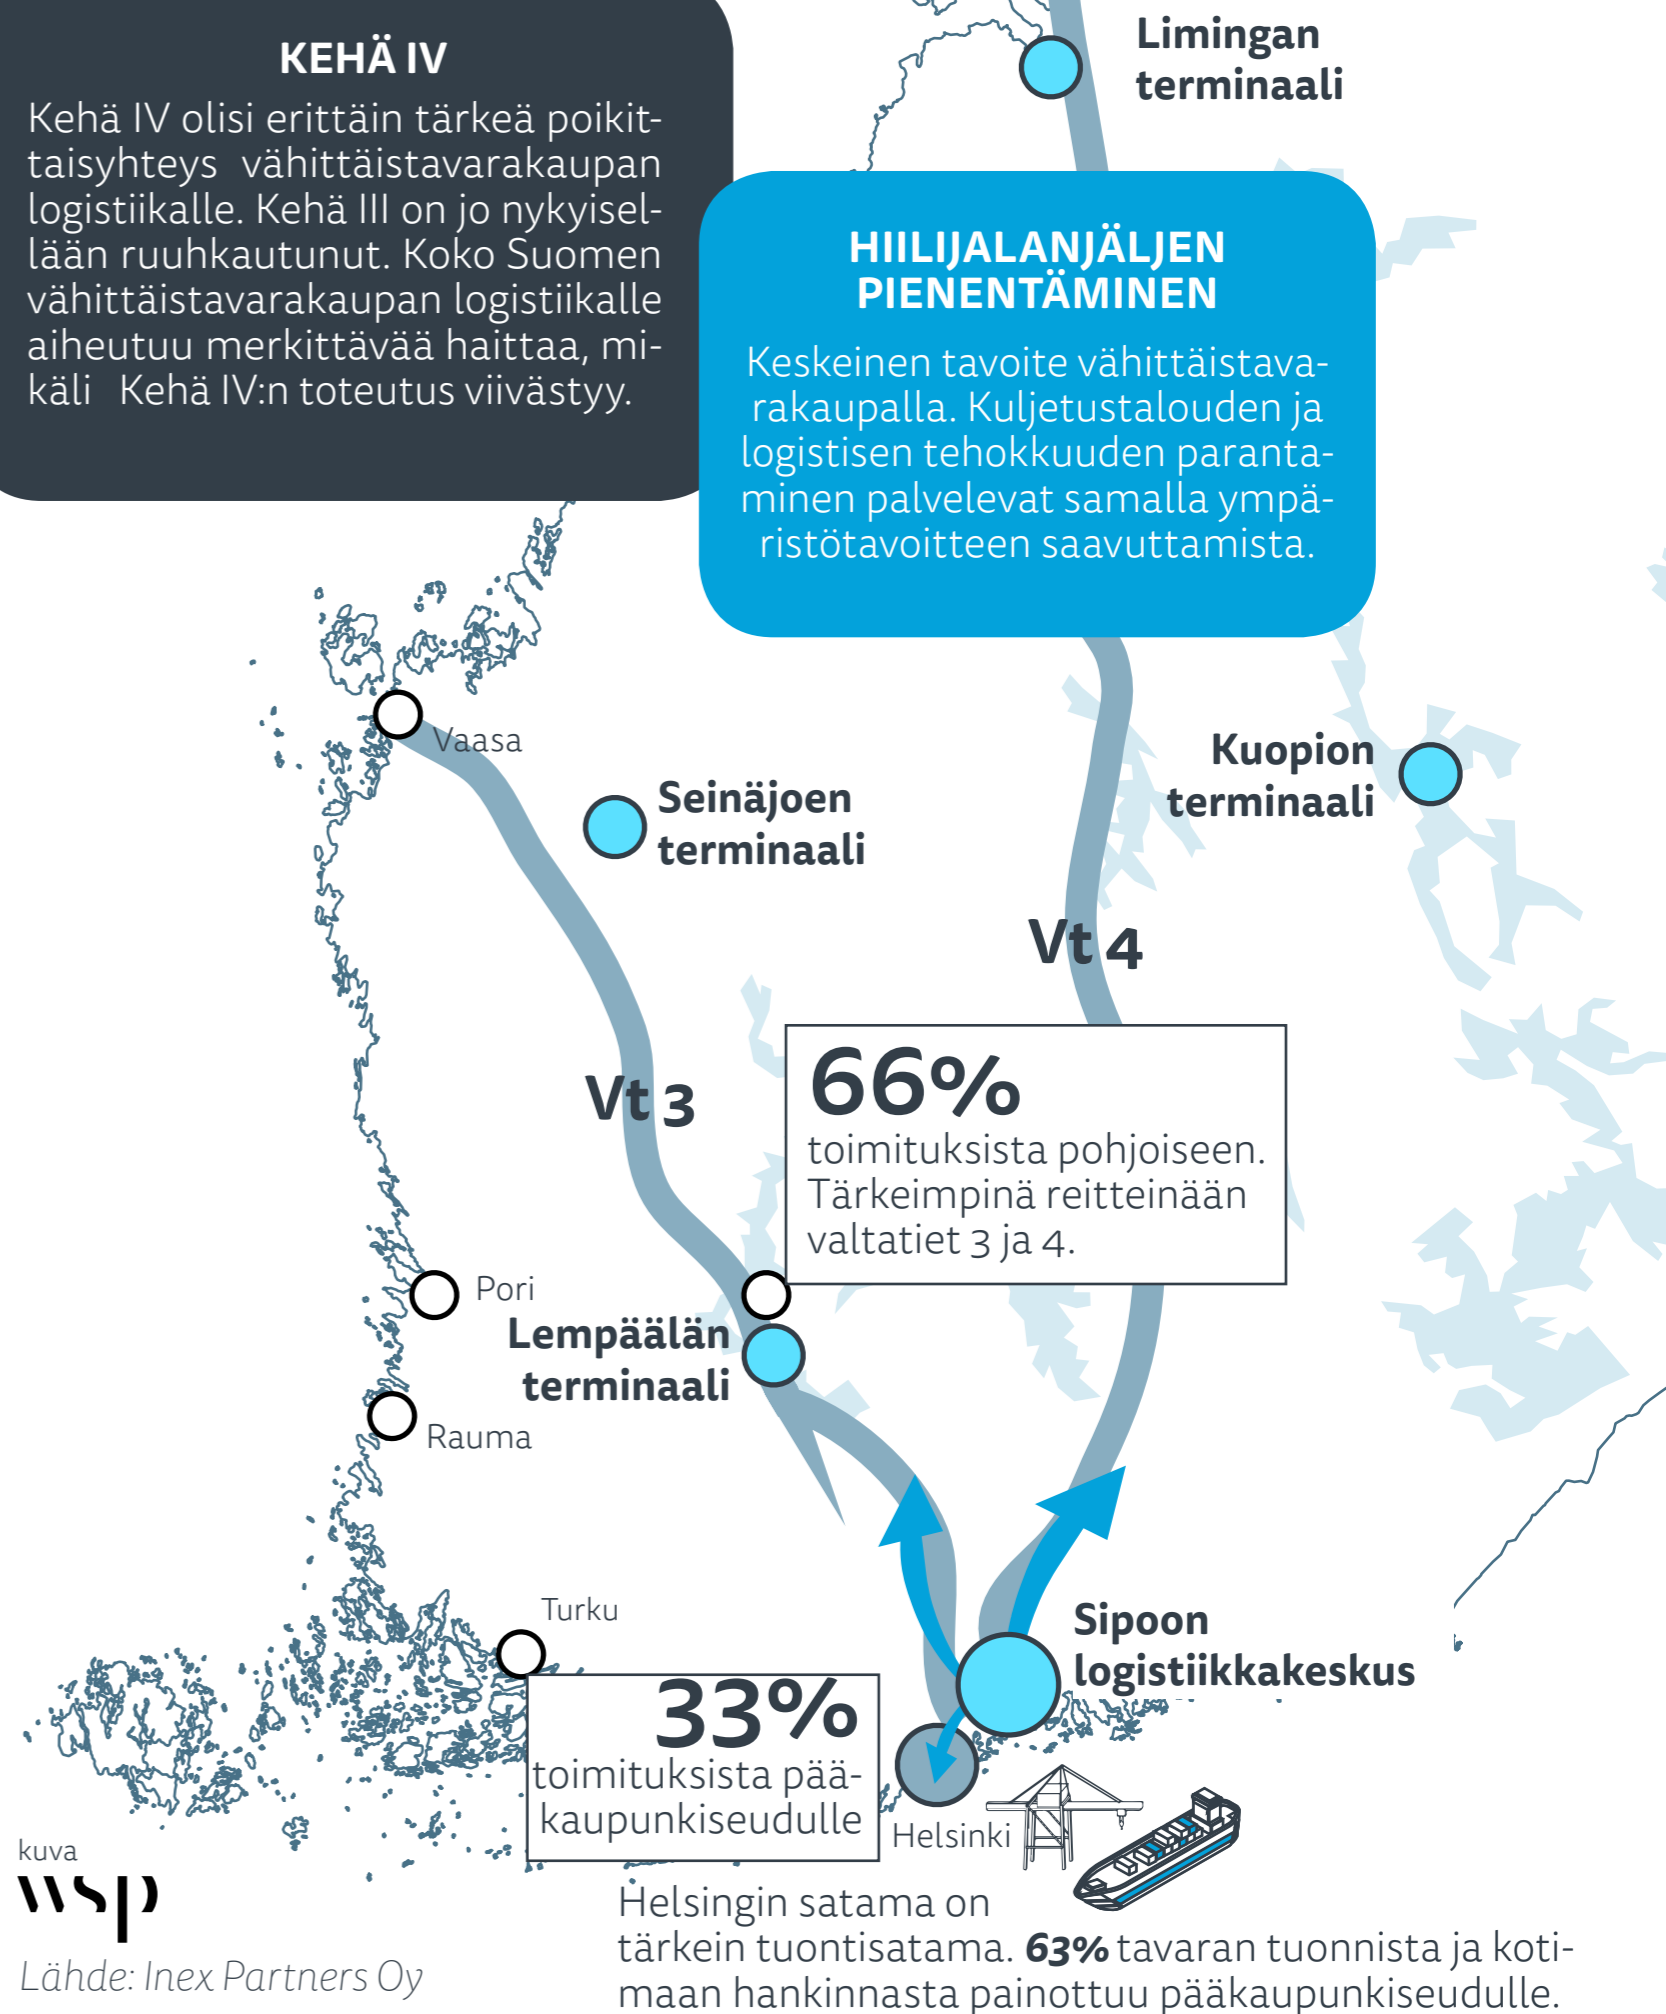 KEHÄ IV
Kehä IV olisi erittäin tärkeä poikit-
taisyhteys vähittäistavarakaupan
logistiikalle. Kehä III on jo nykyisel-
lään ruuhkautunut. Koko Suomen
vähittäistavarakaupan logistiikalle
aiheutuu merkittävää haittaa, mi-
käli Kehä IV:n toteutus viivästyy.
Limingan
terminaali
HIILIJALANJÄLJEN
PIENENTÄMINEN
Keskeinen tavoite vähittäistava-
rakaupalla. Kuljetustalouden ja
logistisen tehokkuuden paranta-
minen palvelevat samalla ympä-
ristötavoitteen saavuttamista.
Vaasa
Seinäjoen
terminaali
Kuopion
terminaali
Vt 4
Vt 3
66%
toimituksista pohjoiseen.
Tärkeimpinä reitteinään
valtatiet 3 ja 4.
Pori
Lempäälän
terminaali
Rauma
Turku
Sipoon
logistiikkakeskus
33%
toimituksista pää-
kaupunkiseudulle
Helsinki
Helsingin satama on
tärkein tuontisatama. 63% tavaran tuonnista ja koti-
maan hankinnasta painottuu pääkaupunkiseudulle.
kuva
wsp
Lähde: Inex Partners Oy